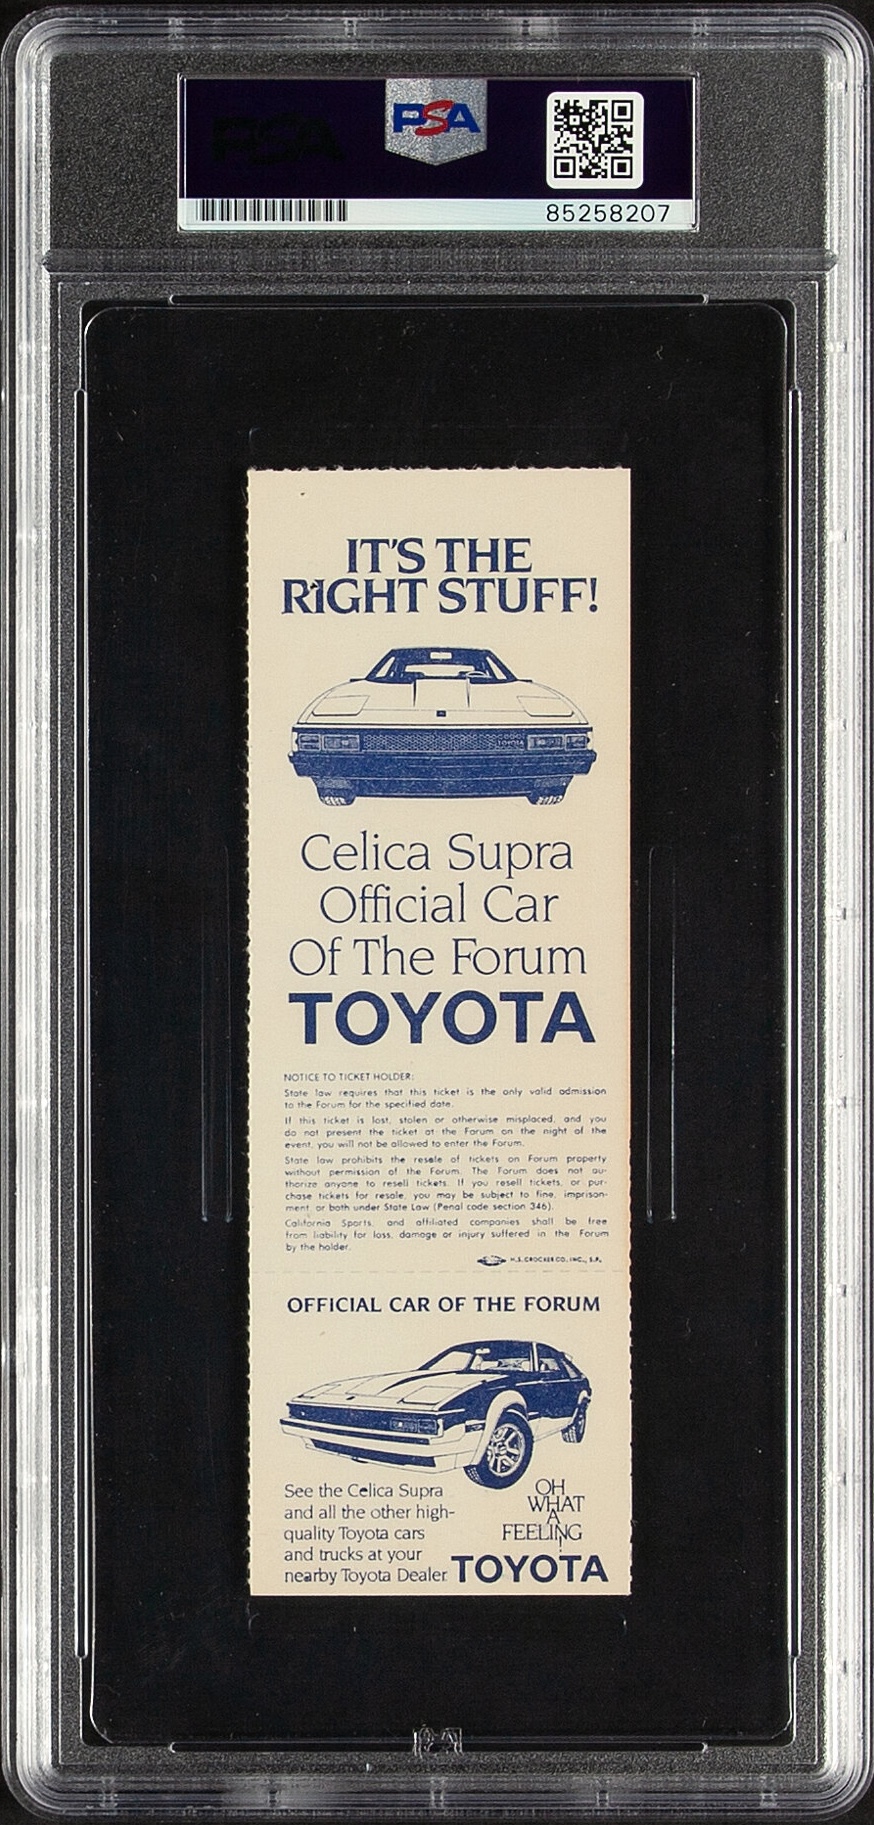 PSA
85258207
IT'S THE
RIGHT STUFF!
TOYOTA
Celica Supra
Official Car
Of The Forum
TOYOTA
NOTICE TO TICKET HOLDER:
State law requires that this ticket is the only valid admission
to the Forum for the specified date.
If this ticket is lost, stolen or otherwise misplaced, and you
do not present the ticket at the Forum on the night of the
event, you will not be allowed to enter the Forum.
State law prohibits the resale of tickets on Forum property
without permission of the Forum. The Forum does not au-
thorize anyone to resell tickets. If you resell tickets, or pur-
chase tickets for resale, you may be subject to fine, imprison-
ment, or both under State Law (Penal code section 346).
California Sports, and affiliated companies shall be free
from liability for loss, damage or injury suffered in the Forum
by the holder.
H.S. CROCKER CO., INC., S.F.
OFFICIAL CAR OF THE FORUM
See the Celica Supra
and all the other high-
quality Toyota cars
and trucks at your
nearby Toyota Dealer.
OH
WHAT
A
FEELING
!
TOYOTA